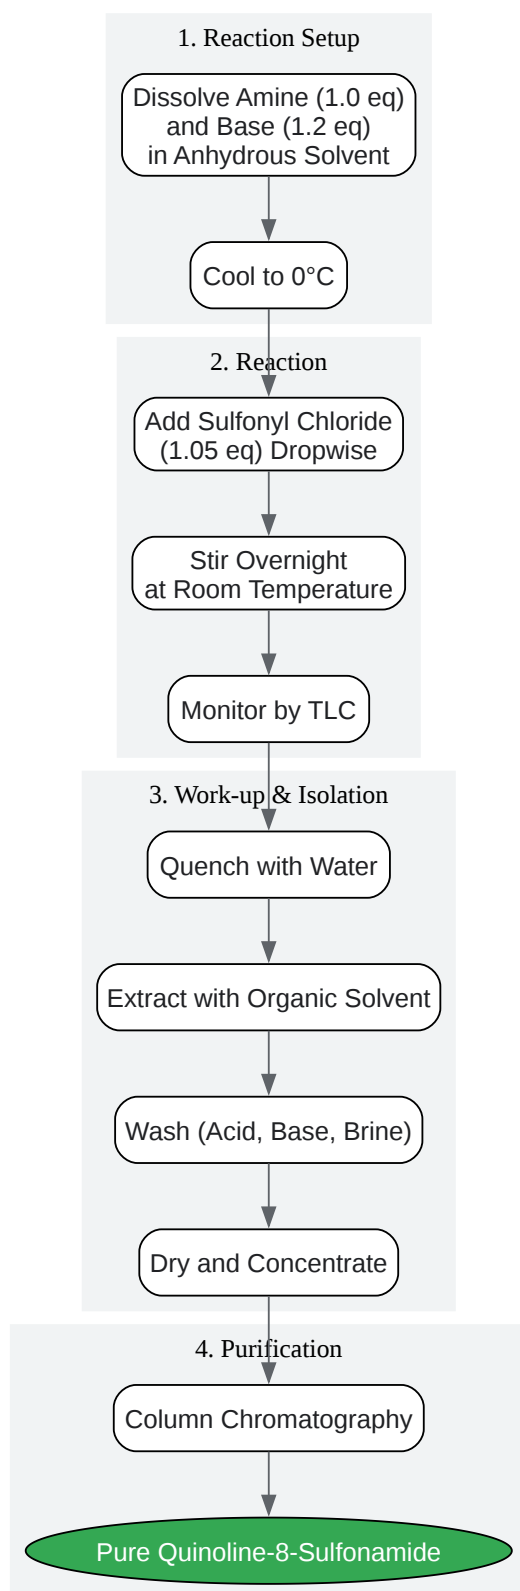 1. Reaction Setup
Dissolve Amine (1.0 eq)
and Base (1.2 eq)
in Anhydrous Solvent
Cool to 0°C
2. Reaction
Add Sulfonyl Chloride
(1.05 eq) Dropwise
Stir Overnight
at Room Temperature
Monitor by TLC
3. Work-up & Isolation
Quench with Water
Extract with Organic Solvent
Wash (Acid, Base, Brine)
Dry and Concentrate
4. Purification
Column Chromatography
Pure Quinoline-8-Sulfonamide